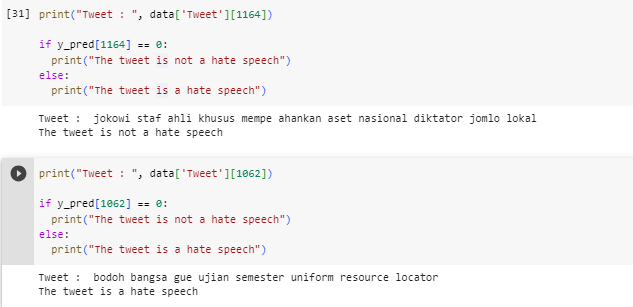 [31] print("Tweet : ", data['Tweet'][1164])
if y_pred[1164] == 0:
print("The tweet is not a hate speech")
else:
print("The tweet is a hate speech")
Tweet :  jokowi staf ahli khusus mempe ahankan aset nasional diktator jomlo lokal
The tweet is not a hate speech
print("Tweet : ", data['Tweet'][1062])
if y_pred[1062] == 0:
print("The tweet is not a hate speech")
else:
print("The tweet is a hate speech")
Tweet :  bodoh bangsa gue ujian semester uniform resource locator
The tweet is a hate speech